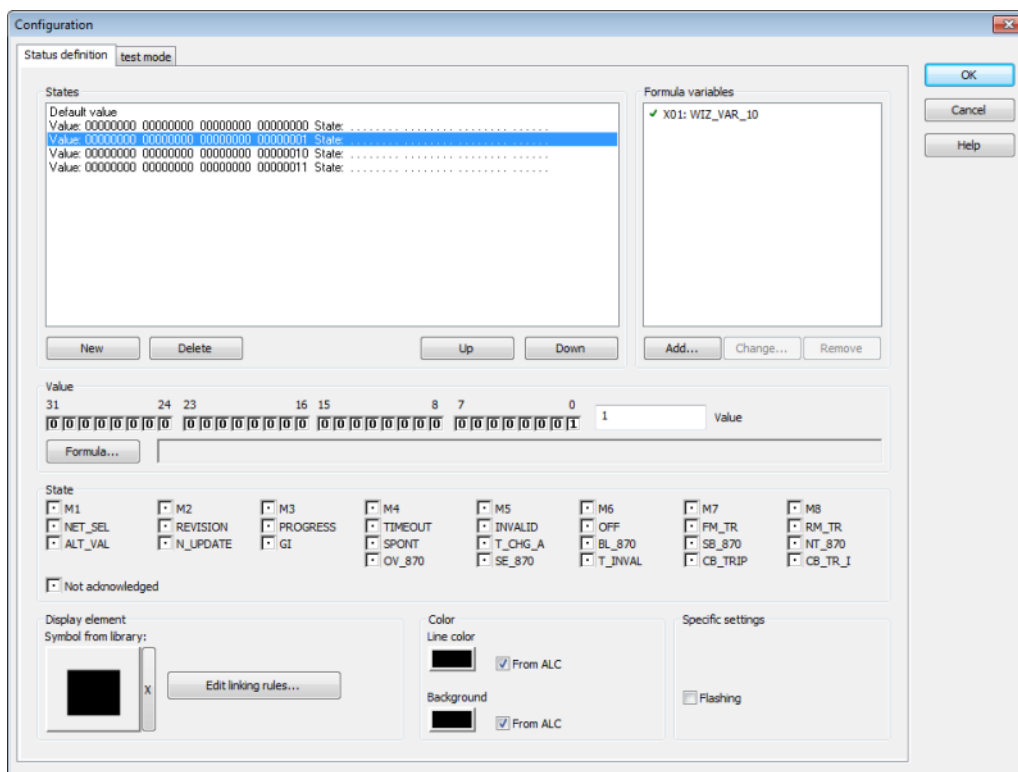 Configuration
Status definition
test mode
States
Default value
Value: 00000000 00000000 00000000 00000000 State: . . . . . . . . . . . . . . . . . . . . . . . . . . . . . .
Value: 00000000 00000000 00000000 00000001 State: . . . . . . . . . . . . . . . . . . . . . . . . . . . . . .
Value: 00000000 00000000 00000000 00000010 State: . . . . . . . . . . . . . . . . . . . . . . . . . . . . . .
Value: 00000000 00000000 00000000 00000011 State: . . . . . . . . . . . . . . . . . . . . . . . . . . . . . .
New
Delete
Up
Down
Formula variables
X01: WIZ_VAR_10
Add...
Change...
Remove
OK
Cancel
Help
Value
31 24 23 16 15 8 7 0
00000000 00000000 00000000 00000001
1
Value
Formula...
State
M1 M2 M3 M4 M5 M6 M7 M8
NET_SEL REVISION PROGRESS TIMEOUT INVALID OFF FM_TR RM_TR
ALT_VAL N_UPDATE GI SPONT T_CHG_A BL_870 SB_870 NT_870
OV_870 SE_870 T_INVAL CB_TRIP CB_TR_I
Not acknowledged
Display element
Symbol from library:
X
Edit linking rules...
Color
Line color
From ALC
Background
From ALC
Specific settings
Flashing